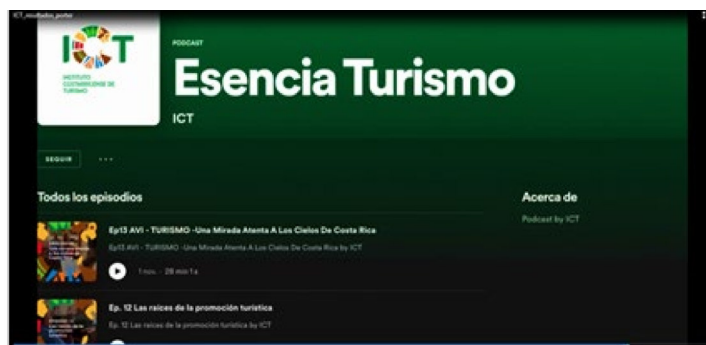 ICT_resultados_porter
ICT
INSTITUTO
COSTARRICENSE DE
TURISMO
PODCAST
Esencia Turismo
ICT
SEGUIR
Todos los episodios
Acerca de
Podcast by ICT
Ep13 AVI - TURISMO -Una Mirada Atenta A Los Cielos De Costa Rica
Ep13 AVI - TURISMO -Una Mirada Atenta A Los Cielos De Costa Rica by ICT
1 nov. · 28 min 1 s
Ep. 12 Las raíces de la promoción turística
Ep. 12 Las raíces de la promoción turística by ICT